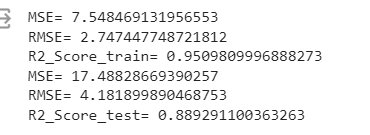 MSE= 7.548469131956553
RMSE= 2.747447748721812
R2_Score_train= 0.9509809996888273
MSE= 17.48828669390257
RMSE= 4.181899890468753
R2_Score_test= 0.889291100363263